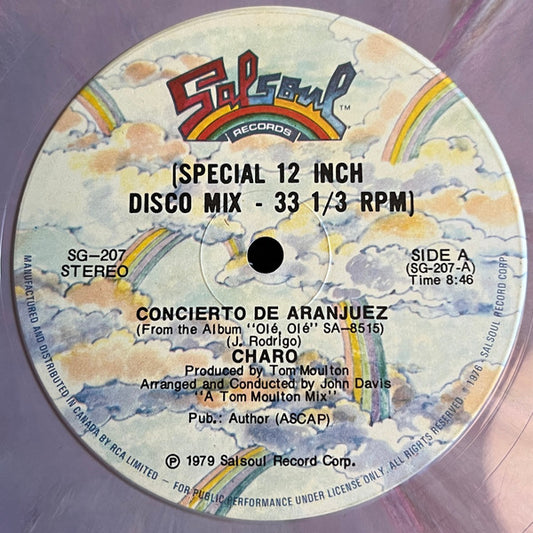 Salsoul ™
RECORDS
(SPECIAL 12 INCH
DISCO MIX - 33 1/3 RPM)
SG-207
STEREO
SIDE A
(SG-207-A)
Time 8:46
CONCIERTO DE ARANJUEZ
(From the Album "Olé, Olé" SA-8515)
(J. Rodrigo)
CHARO
Produced by Tom Moulton
Arranged and Conducted by John Davis
"A Tom Moulton Mix"
Pub.: Author (ASCAP)
℗ 1979 Salsoul Record Corp.
MANUFACTURED AND DISTRIBUTED IN CANADA BY RCA LIMITED — FOR PUBLIC PERFORMANCE UNDER LICENSE ONLY. ALL RIGHTS RESERVED © 1976 - SALSOUL RECORD CORP.